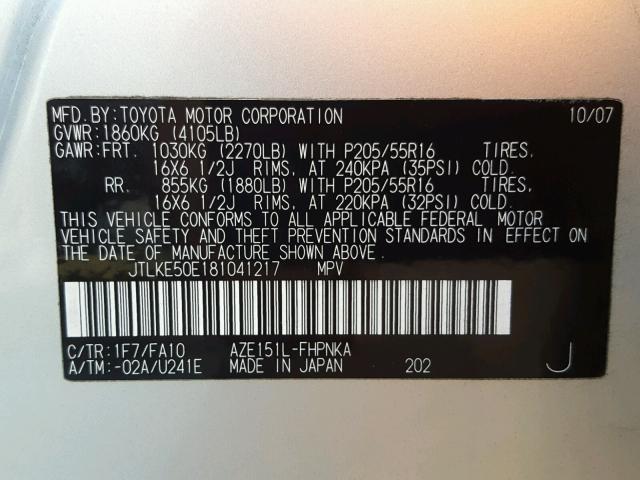 MFD.BY:TOYOTA MOTOR CORPORATION 10/07
GVWR:1860KG (4105LB)
GAWR:FRT. 1030KG (2270LB) WITH P205/55R16 TIRES,
16X6 1/2J RIMS, AT 240KPA (35PSI) COLD.
RR. 855KG (1880LB) WITH P205/55R16 TIRES,
16X6 1/2J RIMS, AT 220KPA (32PSI) COLD.
THIS VEHICLE CONFORMS TO ALL APPLICABLE FEDERAL MOTOR
VEHICLE SAFETY AND THEFT PREVENTION STANDARDS IN EFFECT ON
THE DATE OF MANUFACTURE SHOWN ABOVE.
JTLKE50E181041217 MPV
C/TR:1F7/FA10 AZE151L-FHPNKA
A/TM:-02A/U241E MADE IN JAPAN 202 J